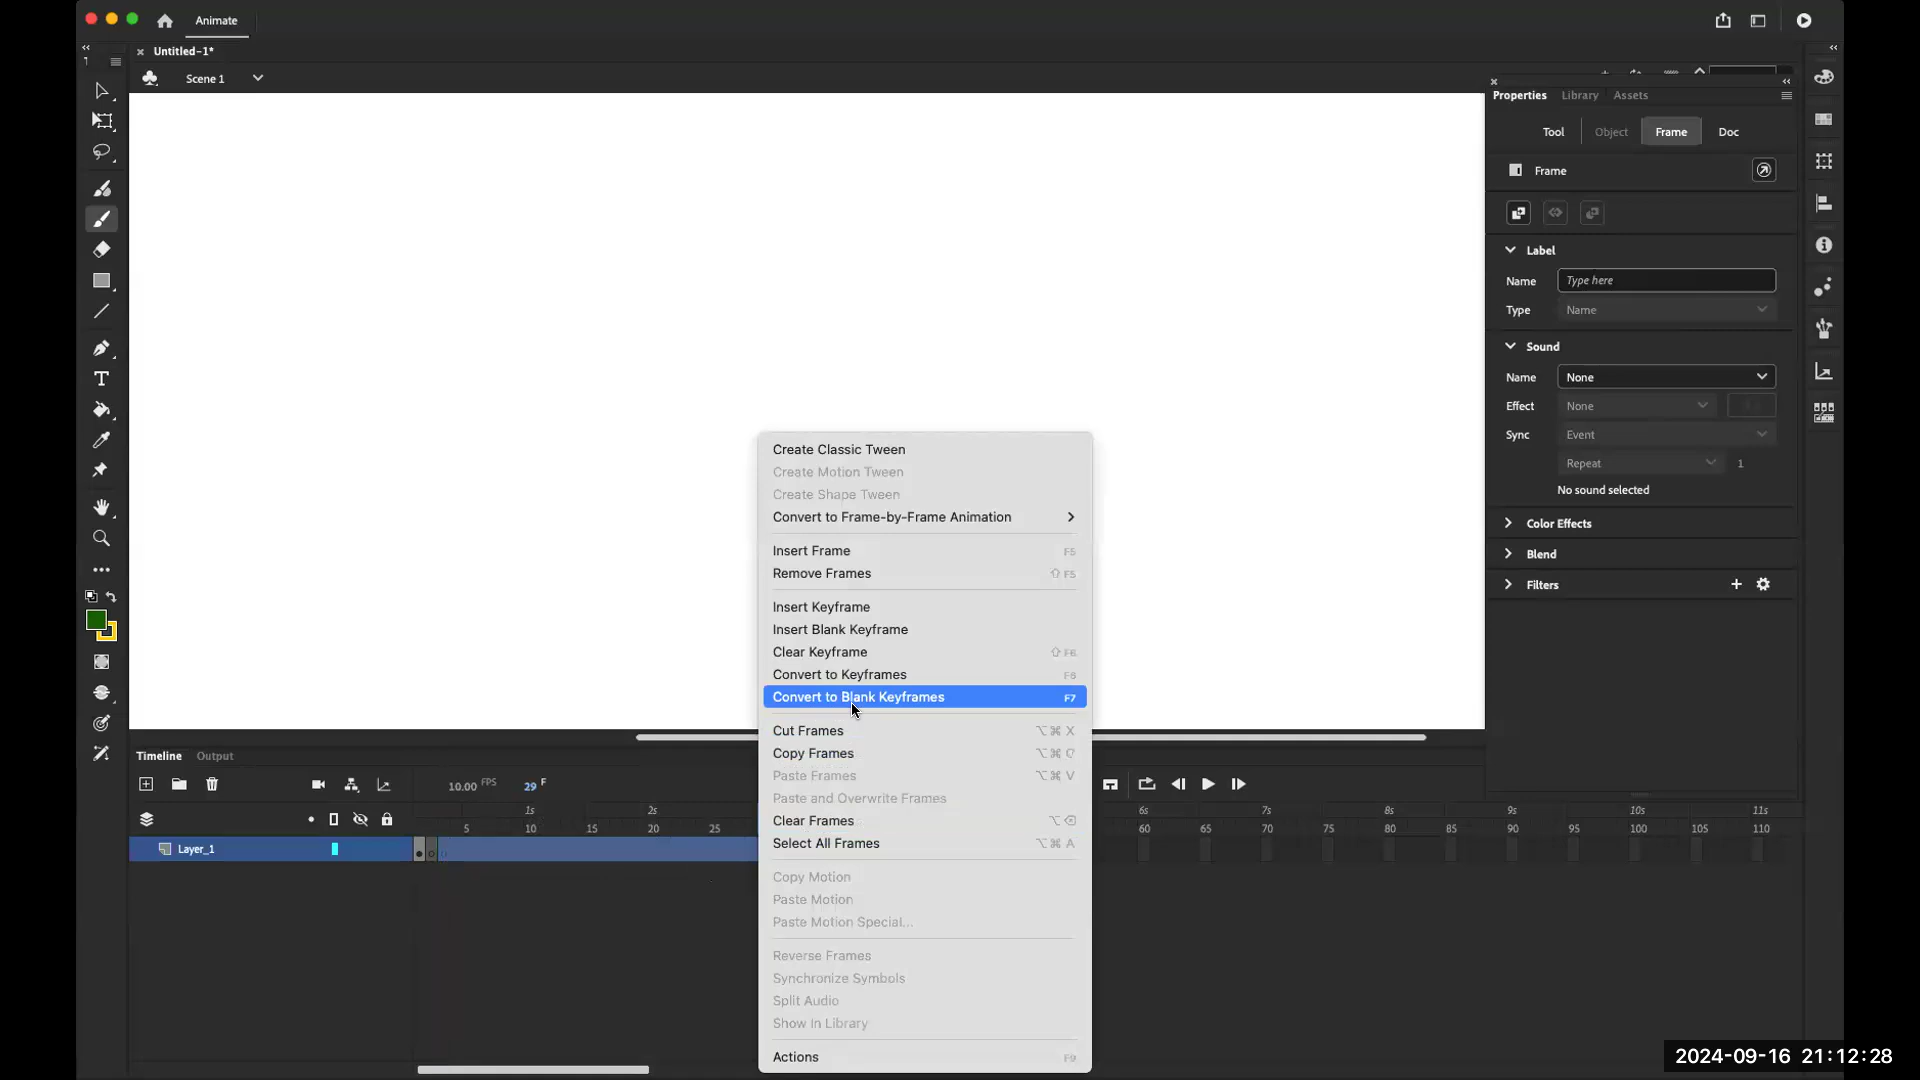 Animate
Untitled-1*
Scene 1
Properties Library Assets
Tool Object Frame Doc
Frame
Label
Name Type here
Type Name
Sound
Name None
Effect None
Sync Event
Repeat 1
No sound selected
Color Effects
Blend
Filters
Create Classic Tween
Create Motion Tween
Create Shape Tween
Convert to Frame-by-Frame Animation
Insert Frame F5
Remove Frames ⇧ F5
Insert Keyframe
Insert Blank Keyframe
Clear Keyframe ⇧ F6
Convert to Keyframes F6
Convert to Blank Keyframes F7
Cut Frames ⌥⌘ X
Copy Frames ⌥⌘ C
Paste Frames ⌥⌘ V
Paste and Overwrite Frames
Clear Frames ⌥⌫
Select All Frames ⌥⌘ A
Copy Motion
Paste Motion
Paste Motion Special...
Reverse Frames
Synchronize Symbols
Split Audio
Show In Library
Actions F9
Timeline Output
10.00 FPS 29 F
1s 2s 6s 7s 8s 9s 10s 11s
5 10 15 20 25 60 65 70 75 80 85 90 95 100 105 110
Layer_1
2024-09-16 21:12:28